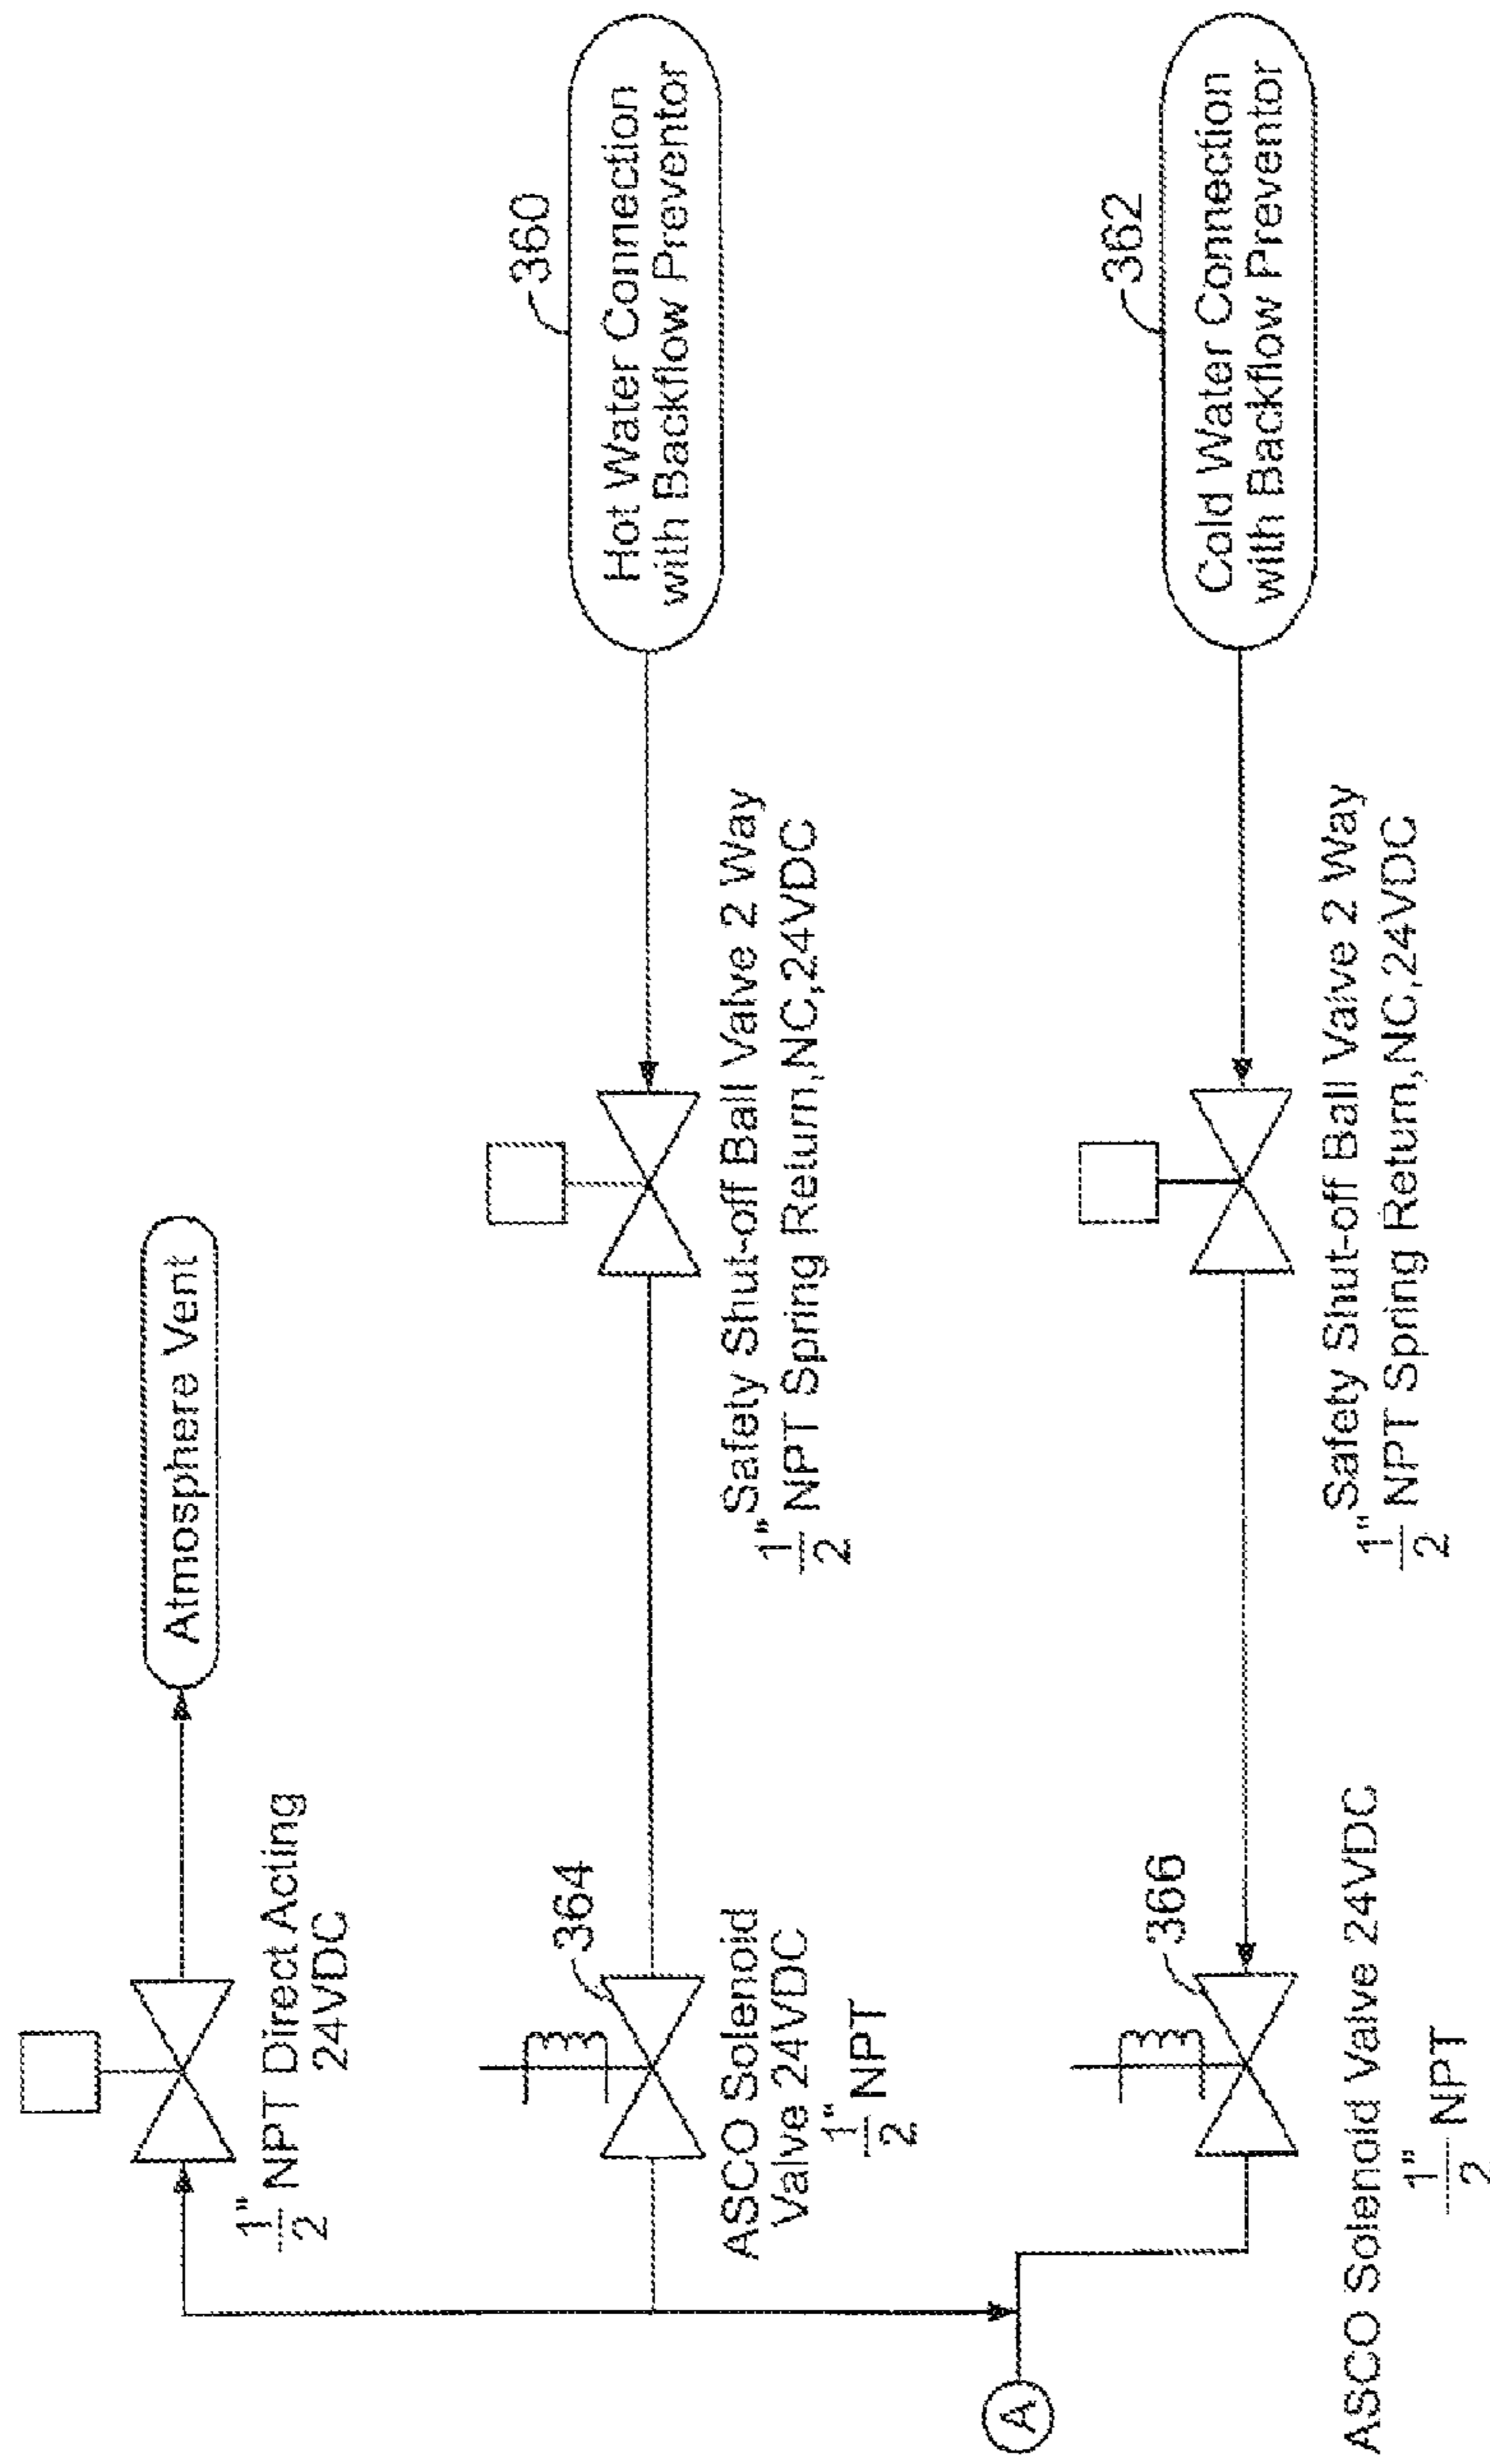 Atmosphere Vent
1"
2
NPT Direct Acting
24VDC
360
Hot Water Connection
with Backflow Preventor
Safety Shut-off Ball Valve 2 Way
1"
2
NPT Spring Return,NC,24VDC
364
ASCO Solenoid
Valve 24VDC
1"
2
NPT
362
Cold Water Connection
with Backflow Preventor
Safety Shut-off Ball Valve 2 Way
1"
2
NPT Spring Return,NC,24VDC
366
ASCO Solenoid Valve 24VDC
1"
2
NPT
A